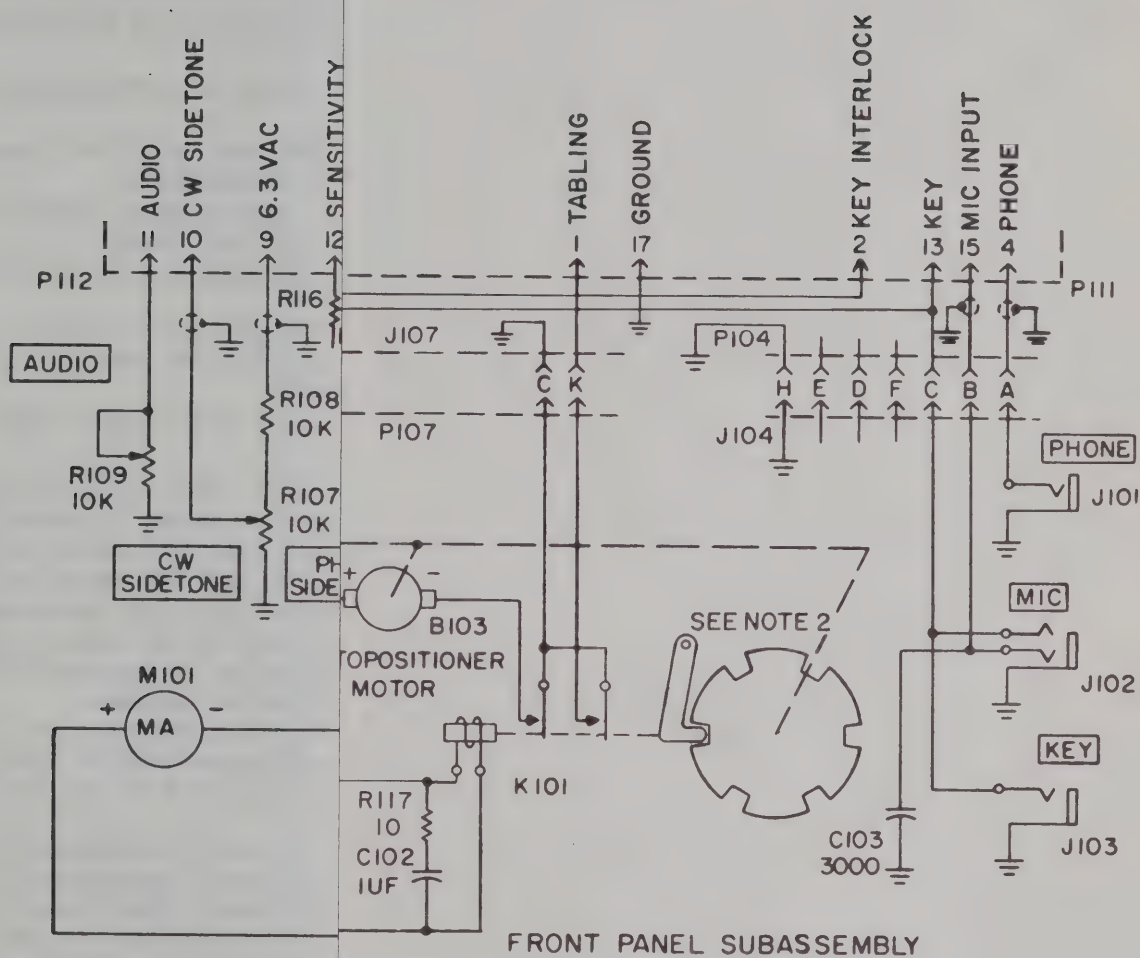 11 AUDIO
10 CW SIDETONE
9 6.3 VAC
12 SENSITIVITY
1 TABLING
17 GROUND
2 KEY INTERLOCK
13 KEY
15 MIC INPUT
4 PHONE
P112
P111
R116
J107
P104
AUDIO
C K
H E D F C B A
R108
10K
P107
J104
PHONE
R109
10K
R107
10K
J101
CW
SIDETONE
PH
SIDE
+ -
B103
SEE NOTE 2
MIC
TOPOSITIONER
MOTOR
M101
J102
+ MA -
KEY
K101
R117
10
C103
3000
J103
C102
1UF
FRONT PANEL SUBASSEMBLY